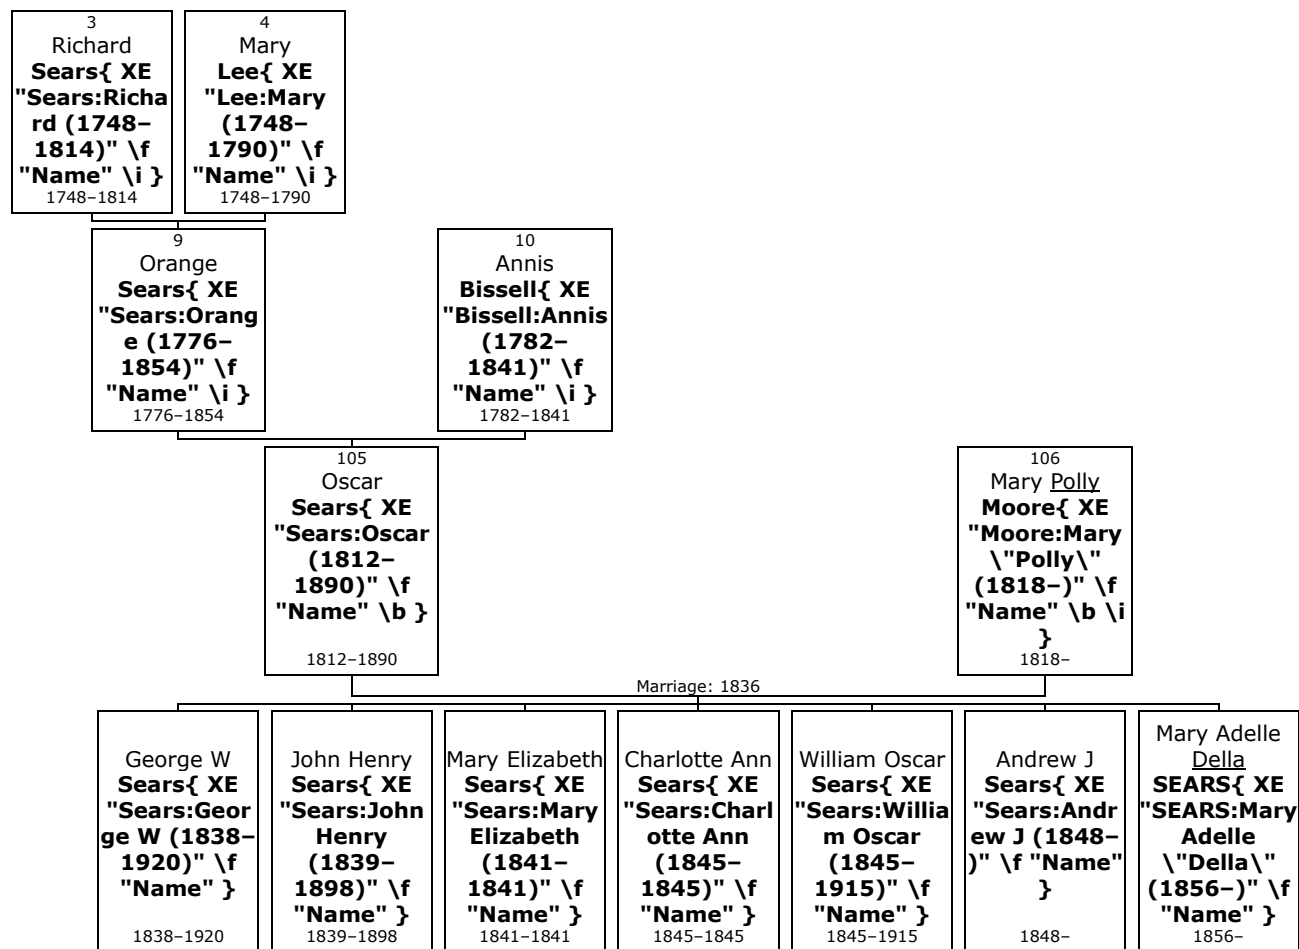 3
Richard
Sears{ XE
"Sears:Richa
rd (1748–
1814)" \f
"Name" \i }
1748–1814
4
Mary
Lee{ XE
"Lee:Mary
(1748–
1790)" \f
"Name" \i }
1748–1790
9
Orange
Sears{ XE
"Sears:Orang
e (1776–
1854)" \f
"Name" \i }
1776–1854
10
Annis
Bissell{ XE
"Bissell:Annis
(1782–
1841)" \f
"Name" \i }
1782–1841
105
Oscar
Sears{ XE
"Sears:Oscar
(1812–
1890)" \f
"Name" \b }
1812–1890
106
Mary Polly
Moore{ XE
"Moore:Mary
\"Polly\"
(1818–)" \f
"Name" \b \i
}
1818–
Marriage: 1836
George W
Sears{ XE
"Sears:Geor
ge W (1838–
1920)" \f
"Name" }
1838–1920
John Henry
Sears{ XE
"Sears:John
Henry
(1839–
1898)" \f
"Name" }
1839–1898
Mary Elizabeth
Sears{ XE
"Sears:Mary
Elizabeth
(1841–
1841)" \f
"Name" }
1841–1841
Charlotte Ann
Sears{ XE
"Sears:Charl
otte Ann
(1845–
1845)" \f
"Name" }
1845–1845
William Oscar
Sears{ XE
"Sears:Willia
m Oscar
(1845–
1915)" \f
"Name" }
1845–1915
Andrew J
Sears{ XE
"Sears:Andr
ew J (1848–
)" \f "Name"
}
1848–
Mary Adelle
Della
SEARS{ XE
"SEARS:Mary
Adelle
\"Della\"
(1856–)" \f
"Name" }
1856–